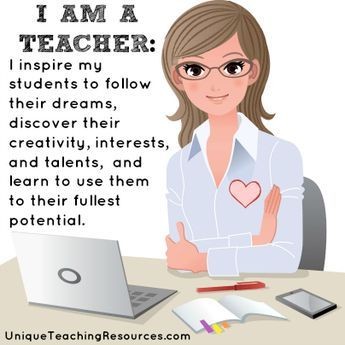 I AM A
TEACHER:
I inspire my
students to follow
their dreams,
discover their
creativity, interests,
and talents, and
learn to use them
to their fullest
potential.
UniqueTeachingResources.com